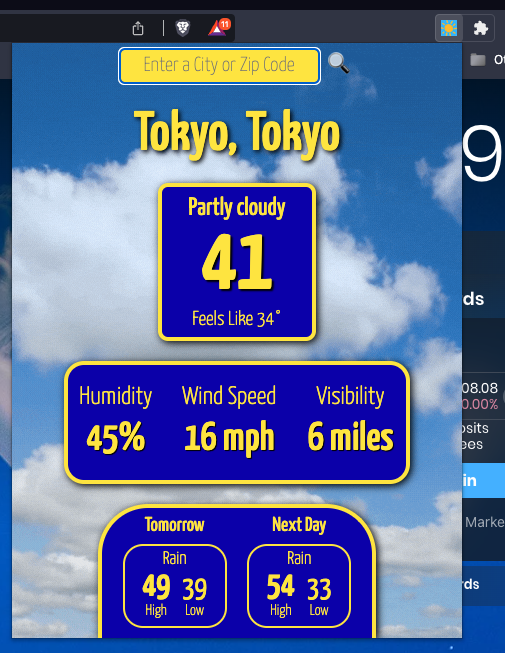 11
Enter a City or Zip Code
Tokyo, Tokyo
Partly cloudy
41
Feels Like 34°
Humidity Wind Speed Visibility
45% 16 mph 6 miles
Tomorrow Next Day
Rain Rain
49 39 54 33
High Low High Low
9
ds
08.08
0.00%
osits
ees
in
Marke
rds